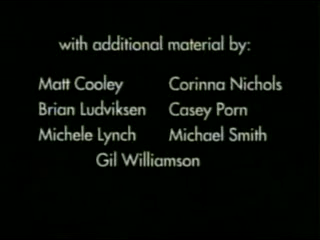 with additional material by:
Matt Cooley Corinna Nichols
Brian Ludviksen Casey Porn
Michele Lynch Michael Smith
Gil Williamson